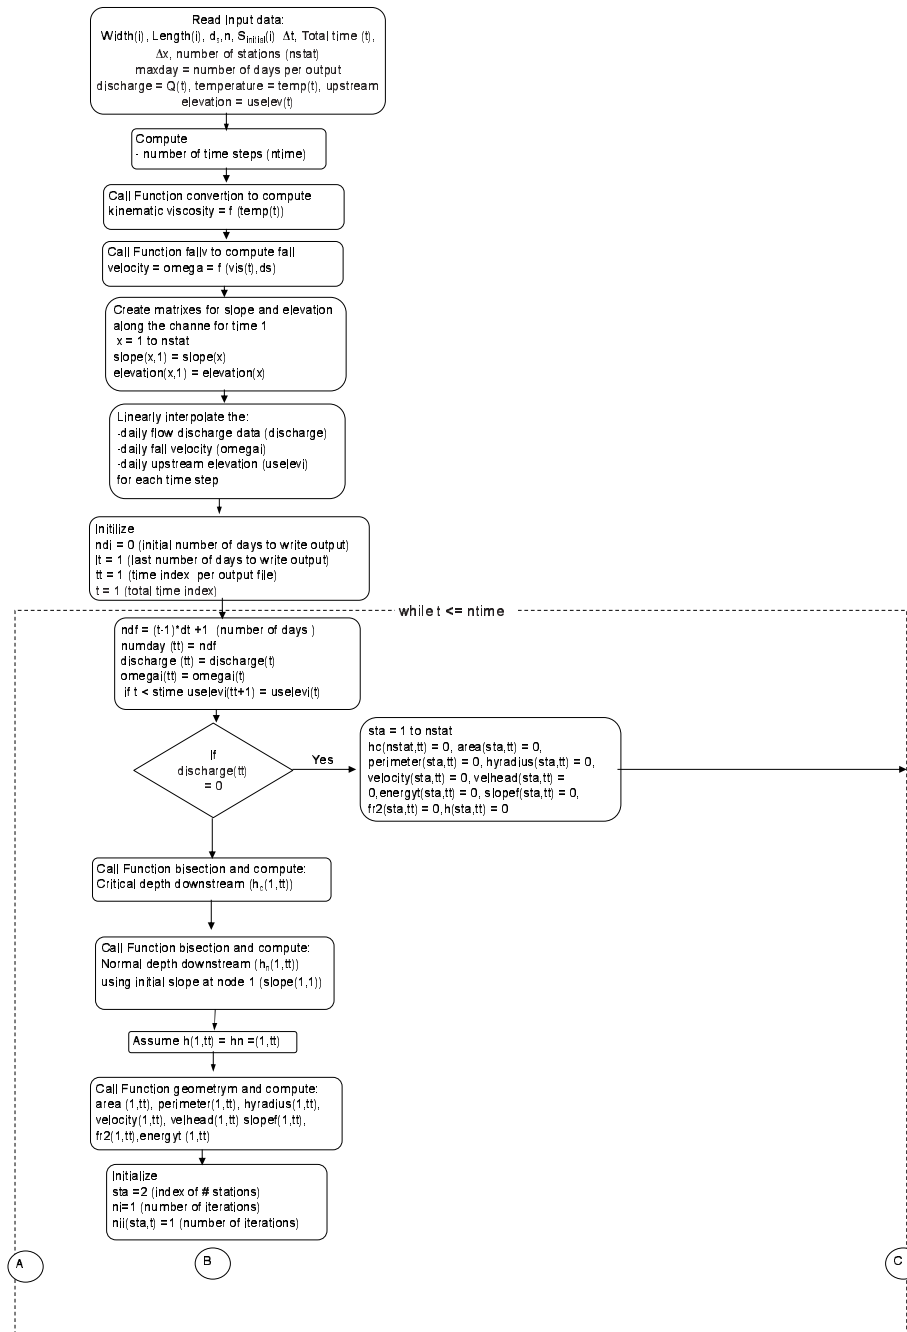 Read Input data:
Width(i), Length(i), ds,n, Sinitial(i) Δt, Total time (t),
Δx, number of stations (nstat)
maxday = number of days per output
discharge = Q(t), temperature = temp(t), upstream
elevation = uselev(t)
Compute
- number of time steps (ntime)
Call Function convertion to compute
kinematic viscosity = f (temp(t))
Call Function fallv to compute fall
velocity = omega = f (vis(t),ds)
Create matrixes for slope and elevation
along the channe for time 1
x = 1 to nstat
slope(x,1) = slope(x)
elevation(x,1) = elevation(x)
Linearly interpolate the:
-daily flow discharge data (discharge)
-daily fall velocity (omegai)
-daily upstream elevation (uselevi)
for each time step
Initilize
ndi = 0 (initial number of days to write output)
lt = 1 (last number of days to write output)
tt = 1 (time index per output file)
t = 1 (total time index)
while t <= ntime
ndf = (t-1)*dt +1 (number of days )
numday (tt) = ndf
discharge (tt) = discharge(t)
omegai(tt) = omegai(t)
if t < stime uselevi(tt+1) = uselevi(t)
If
discharge(tt)
= 0
Yes
sta = 1 to nstat
hc(nstat,tt) = 0, area(sta,tt) = 0,
perimeter(sta,tt) = 0, hyradius(sta,tt) = 0,
velocity(sta,tt) = 0, velhead(sta,tt) =
0,energyt(sta,tt) = 0, slopef(sta,tt) = 0,
fr2(sta,tt) = 0,h(sta,tt) = 0
Call Function bisection and compute:
Critical depth downstream (hc(1,tt))
Call Function bisection and compute:
Normal depth downstream (hn(1,tt))
using initial slope at node 1 (slope(1,1))
Assume h(1,tt) = hn =(1,tt)
Call Function geometrym and compute:
area (1,tt), perimeter(1,tt), hyradius(1,tt),
velocity(1,tt), velhead(1,tt) slopef(1,tt),
fr2(1,tt),energyt (1,tt)
Initialize
sta =2 (index of # stations)
ni=1 (number of iterations)
nii(sta,t) =1 (number of iterations)
A
B
C